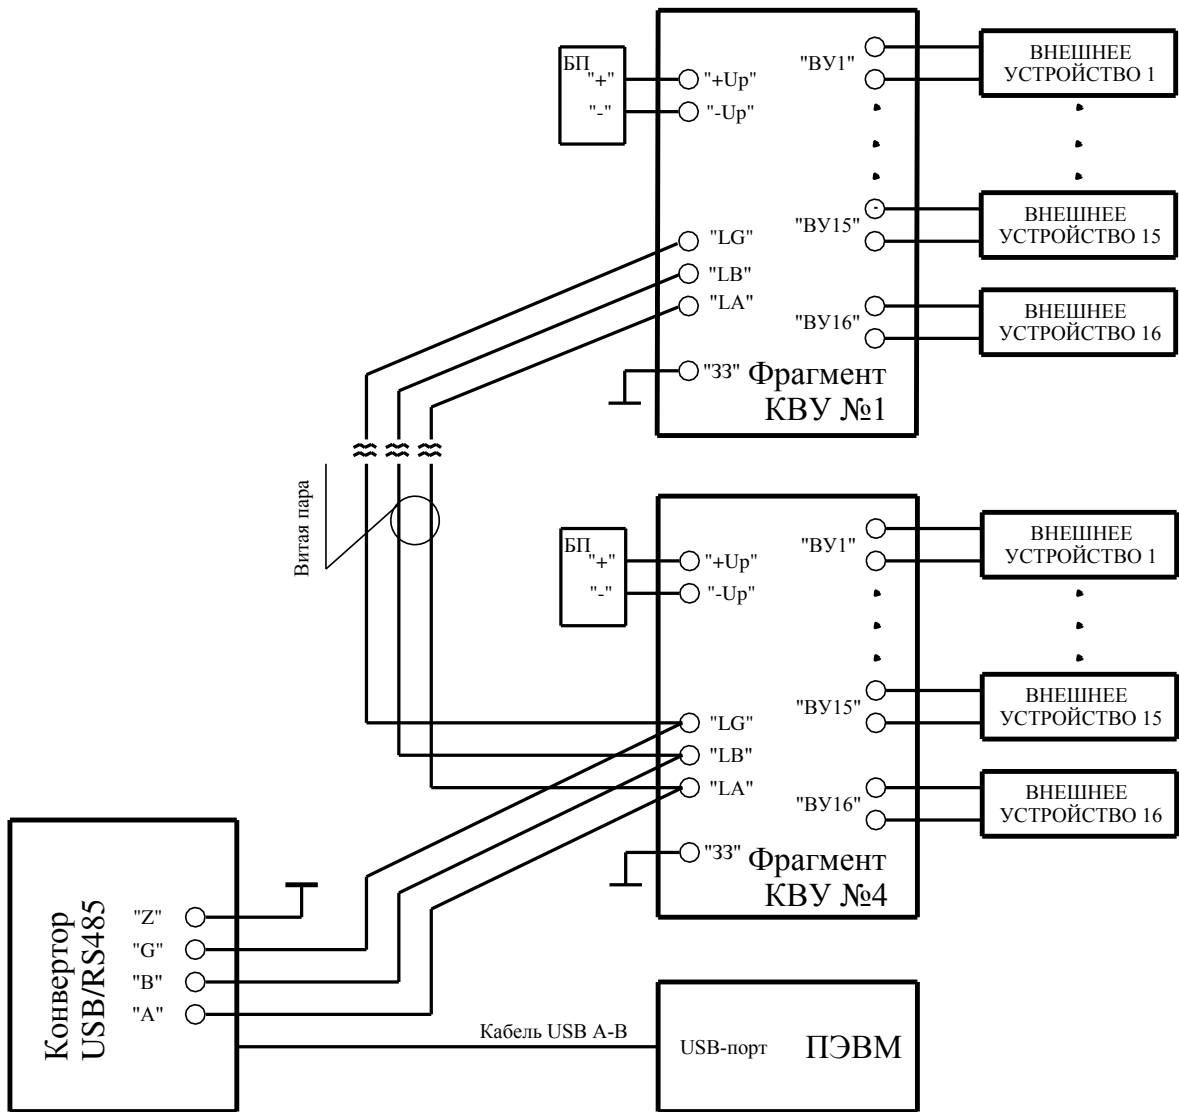 БП
"+"
"-"
"+Up"
"-Up"
"LG"
"LB"
"LA"
"ЗЗ"
"ВУ1"
"ВУ15"
"ВУ16"
Фрагмент
КВУ №1
ВНЕШНЕЕ
УСТРОЙСТВО 1
ВНЕШНЕЕ
УСТРОЙСТВО 15
ВНЕШНЕЕ
УСТРОЙСТВО 16
Витая пара
БП
"+"
"-"
"+Up"
"-Up"
"LG"
"LB"
"LA"
"ЗЗ"
"ВУ1"
"ВУ15"
"ВУ16"
Фрагмент
КВУ №4
ВНЕШНЕЕ
УСТРОЙСТВО 1
ВНЕШНЕЕ
УСТРОЙСТВО 15
ВНЕШНЕЕ
УСТРОЙСТВО 16
Конвертор
USB/RS485
"Z"
"G"
"B"
"A"
Кабель USB A-B
USB-порт
ПЭВМ